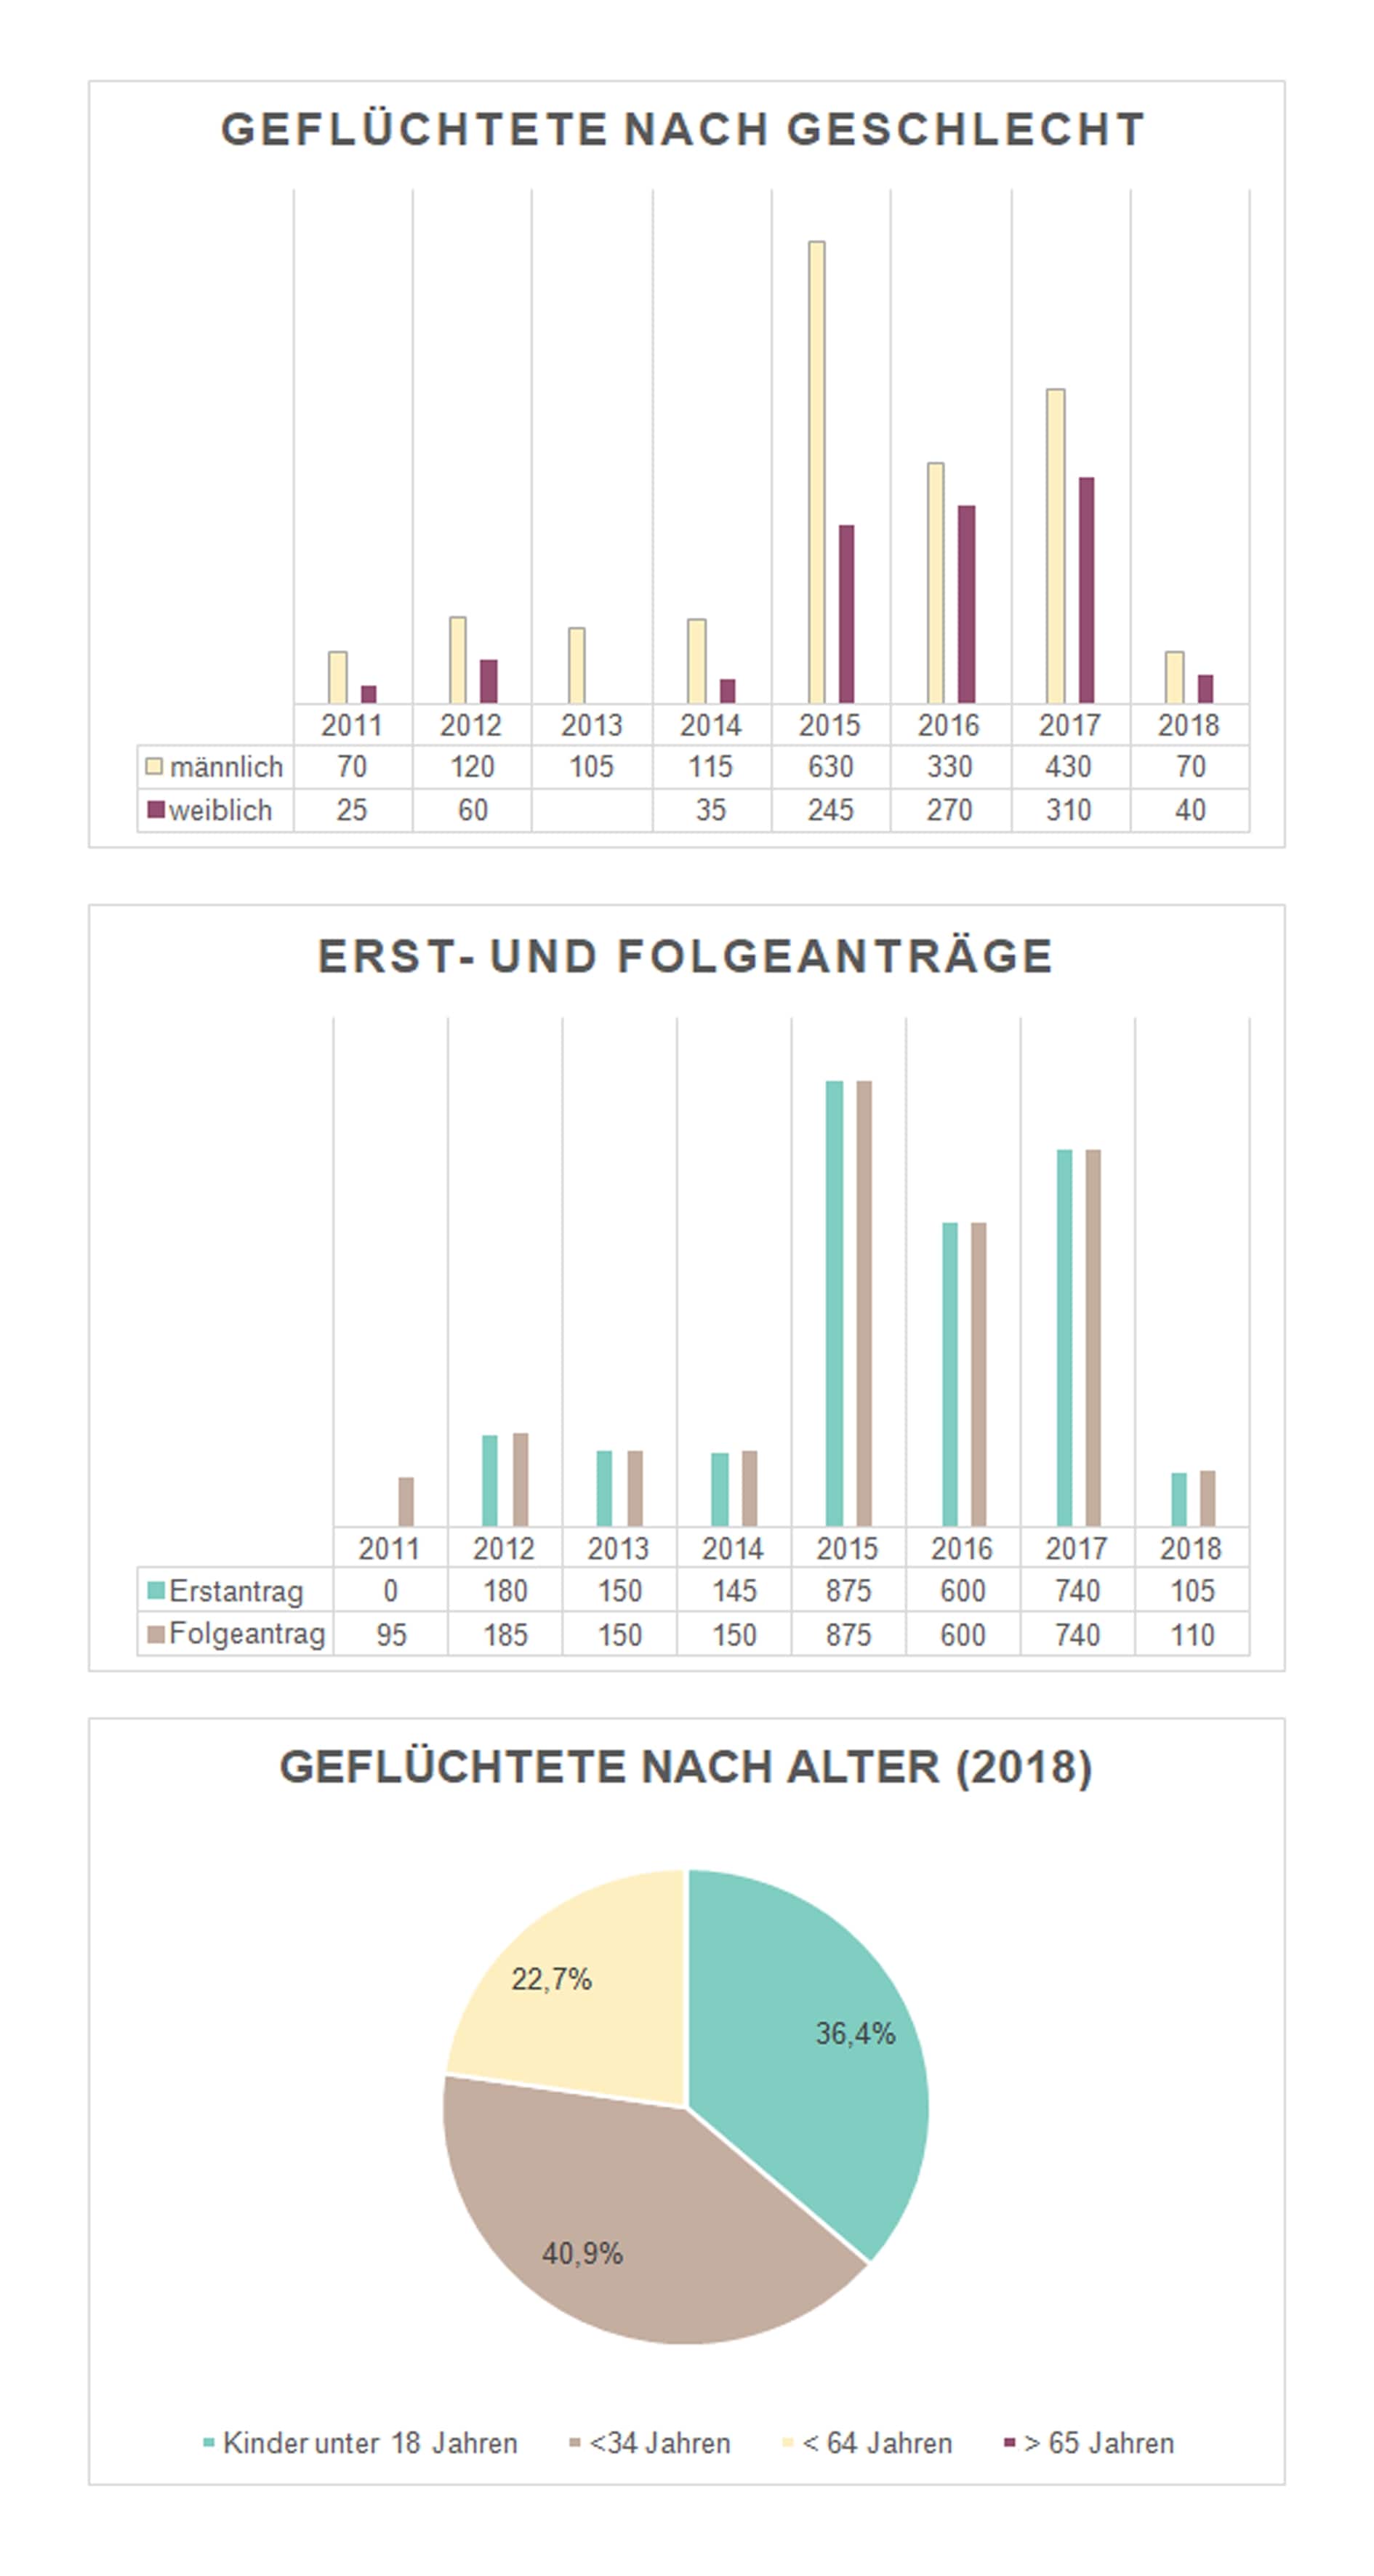 GEFLÜCHTETE NACH GESCHLECHT
2011 2012 2013 2014 2015 2016 2017 2018
männlich 70 120 105 115 630 330 430 70
weiblich 25 60 35 245 270 310 40
ERST- UND FOLGEANTRÄGE
2011 2012 2013 2014 2015 2016 2017 2018
Erstantrag 0 180 150 145 875 600 740 105
Folgeantrag 95 185 150 150 875 600 740 110
GEFLÜCHTETE NACH ALTER (2018)
22,7%
36,4%
40,9%
Kinder unter 18 Jahren <34 Jahren < 64 Jahren > 65 Jahren